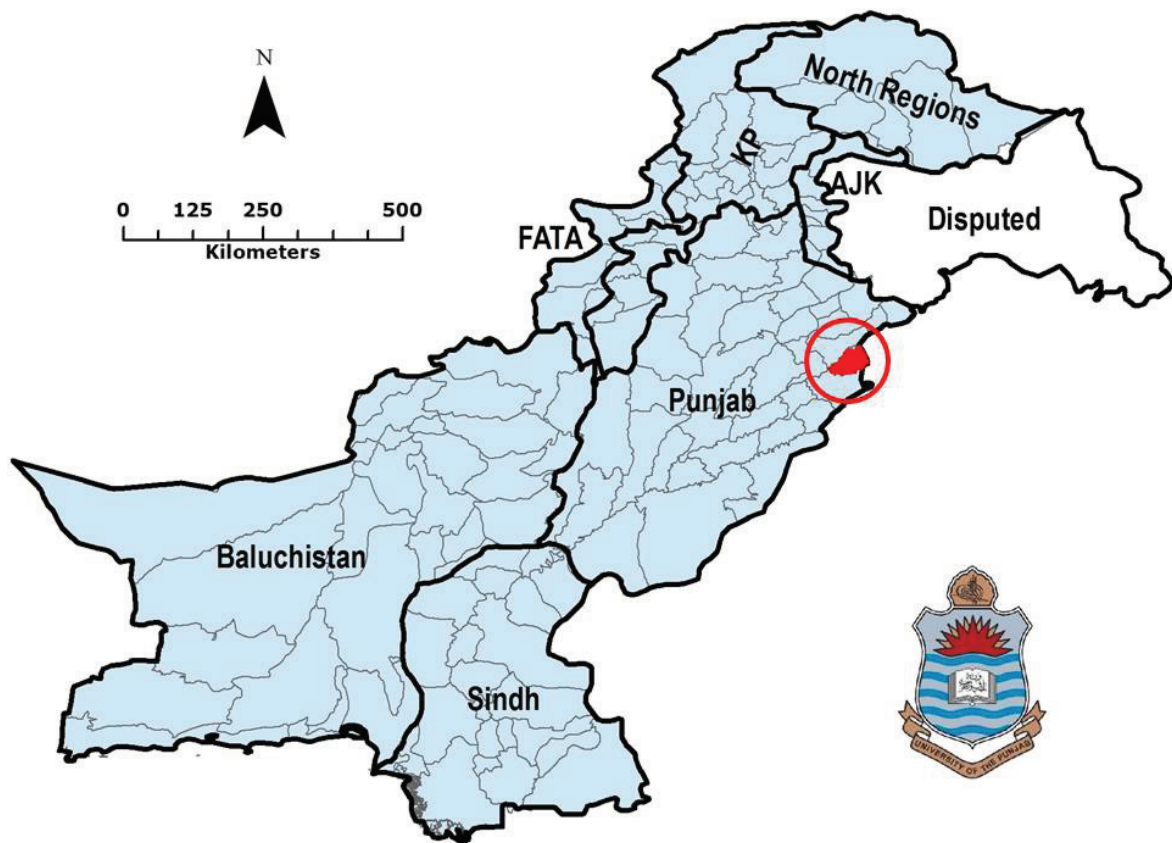 N
North Regions
KP
AJK
0 125 250 500
Kilometers
Disputed
FATA
Punjab
Baluchistan
Sindh
UNIVERSITY OF THE PUNJAB